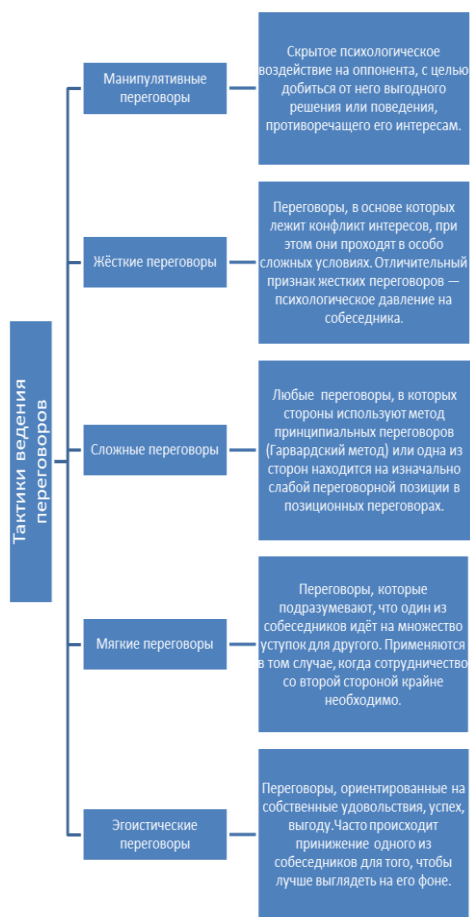 Тактики ведения
переговоров
Манипулятивные
переговоры
Скрытое психологическое
воздействие на оппонента, с целью
добиться от него выгодного
решения или поведения,
противоречащего его интересам.
Жёсткие переговоры
Переговоры, в основе которых
лежит конфликт интересов, при
этом они проходят в особо
сложных условиях. Отличительный
признак жестких переговоров —
психологическое давление на
собеседника.
Сложные переговоры
Любые переговоры, в которых
стороны используют метод
принципиальных переговоров
(Гарвардский метод) или одна из
сторон находится на изначально
слабой переговорной позиции в
позиционных переговорах.
Мягкие переговоры
Переговоры, которые
подразумевают, что один из
собеседников идёт на множество
уступок для другого. Применяются
в том случае, когда сотрудничество
со второй стороной крайне
необходимо.
Эгоистические
переговоры
Переговоры, ориентированные на
собственные удовольствия, успех,
выгоду.Часто происходит
принижение одного из
собеседников для того, чтобы
лучше выглядеть на его фоне.